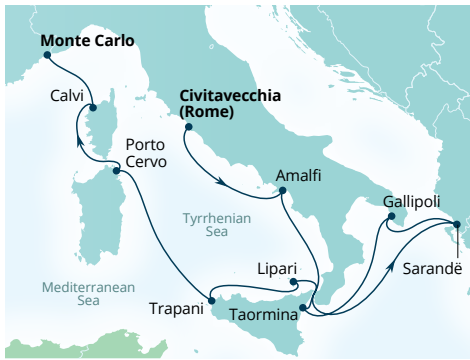 Monte Carlo
Calvi
Civitavecchia
(Rome)
Porto
Cervo
Amalfi
Gallipoli
Tyrrhenian
Sea
Sarandë
Lipari
Mediterranean
Sea
Trapani
Taormina